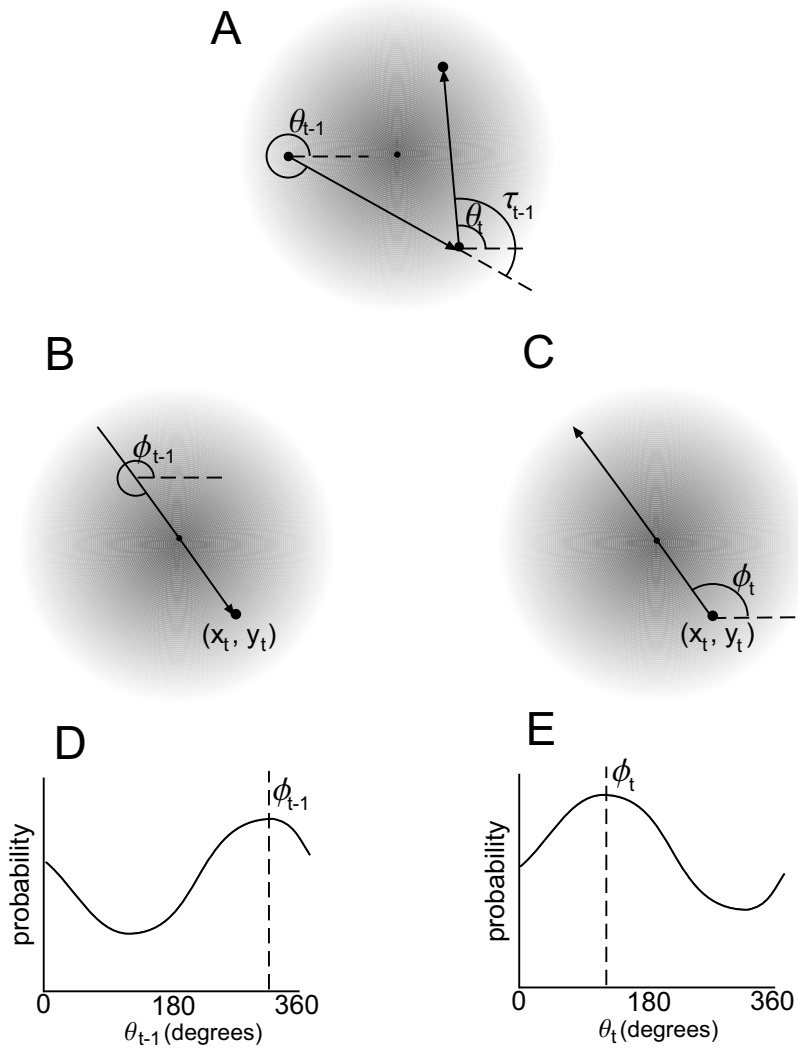 A
θt-1
τt-1
θt
B
C
ϕt-1
(xt, yt)
ϕt
(xt, yt)
D
E
ϕt-1
ϕt
probability
probability
0 180 360
0 180 360
θt-1 (degrees)
θt (degrees)